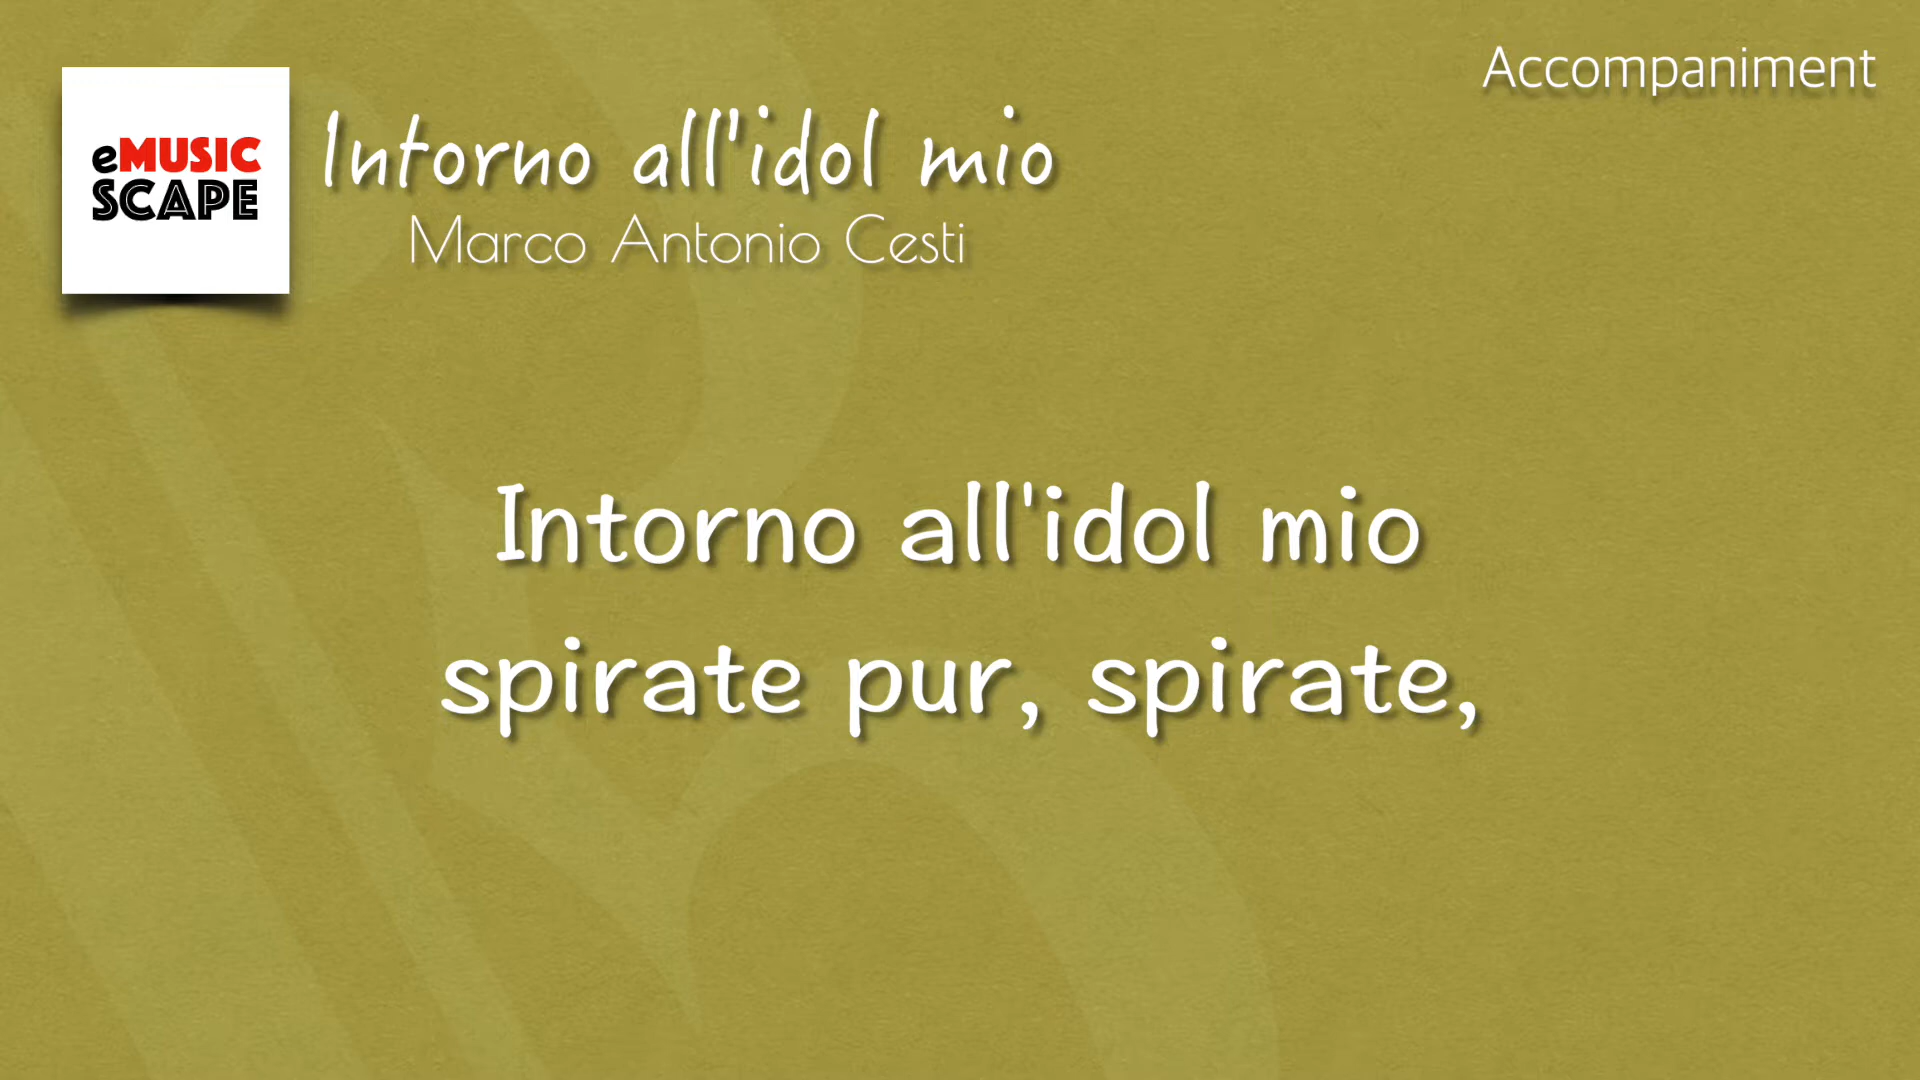 Accompaniment
eMUSIC
SCAPE
Intorno all'idol mio
Marco Antonio Cesti
Intorno all'idol mio
spirate pur, spirate,